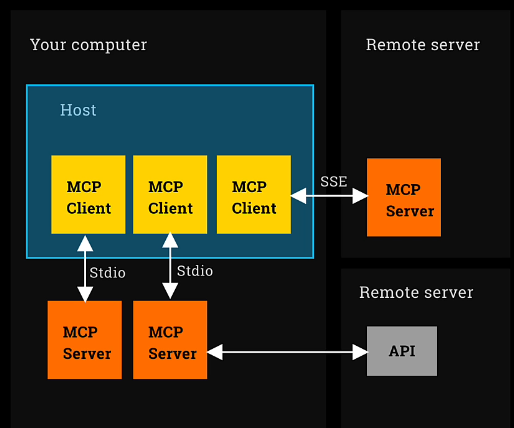 Your computer
Remote server
Host
MCP
Client
MCP
Client
MCP
Client
SSE
MCP
Server
Stdio
Stdio
Remote server
MCP
Server
MCP
Server
API